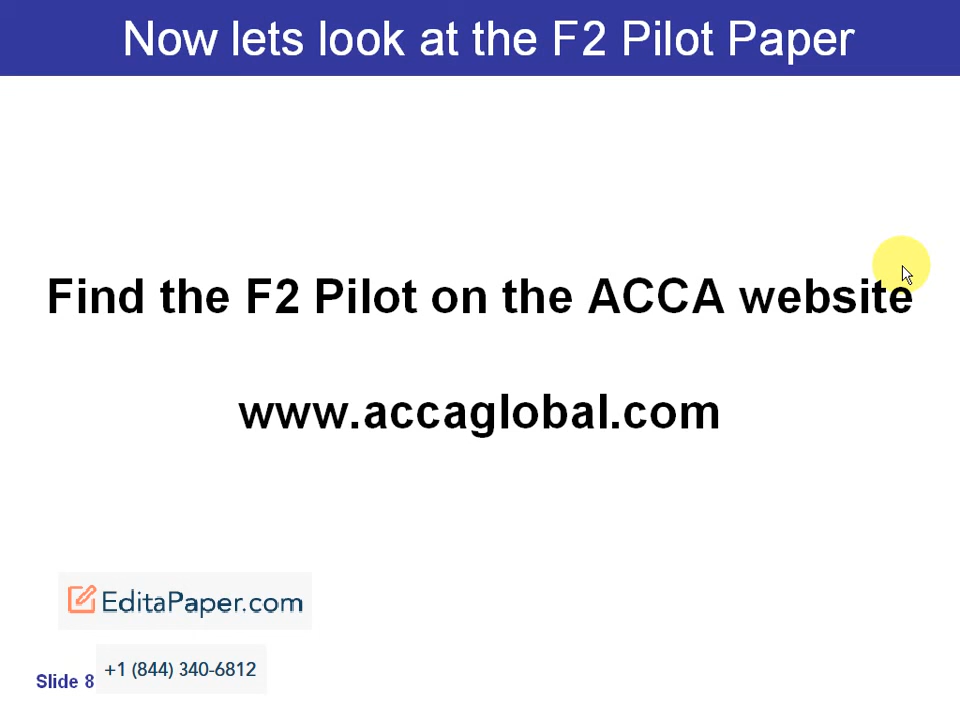 Now lets look at the F2 Pilot Paper
Find the F2 Pilot on the ACCA website
www.accaglobal.com
EditaPaper.com
+1 (844) 340-6812
Slide 8